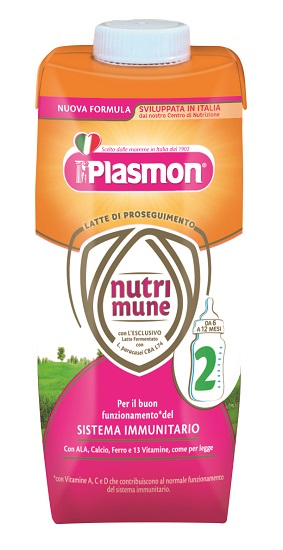 NUOVA FORMULA
SVILUPPATA IN ITALIA
dal nostro Centro di Nutrizione
1
Scelto dalle mamme in Italia dal 1902
Plasmon®
LATTE DI PROSEGUIMENTO
nutri
mune
con L'ESCLUSIVO
Latte Fermentato
con
L. paracasei CBA L74
DA 6
A 12 MESI
2
Per il buon
funzionamento*del
SISTEMA IMMUNITARIO
Con ALA, Calcio, Ferro e 13 Vitamine, come per legge
*con Vitamine A, C e D che contribuiscono al normale funzionamento
del sistema immunitario.